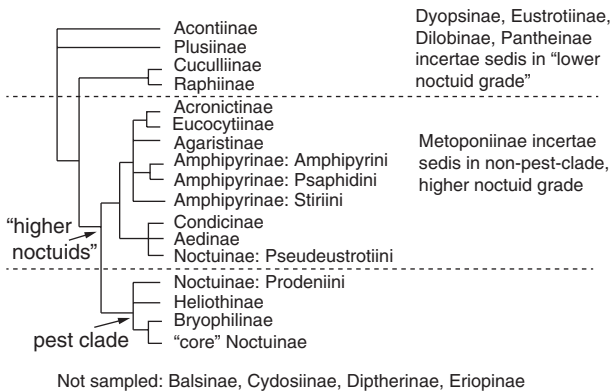 Acontiinae
Plusiinae
Cuculliinae
Raphiinae
Dyopsinae, Eustrotiinae,
Dilobinae, Pantheinae
incertae sedis in “lower
noctuid grade”
Acronictinae
Eucocytiinae
Agaristinae
Amphipyrinae: Amphipyrini
Amphipyrinae: Psaphidini
Amphipyrinae: Stiriini
Condicinae
Aedinae
Noctuinae: Pseudeustrotiini
Metoponiinae incertae
sedis in non-pest-clade,
higher noctuid grade
“higher
noctuids”
Noctuinae: Prodeniini
Heliothinae
Bryophilinae
“core” Noctuinae
pest clade
Not sampled: Balsinae, Cydosiinae, Diptherinae, Eriopinae